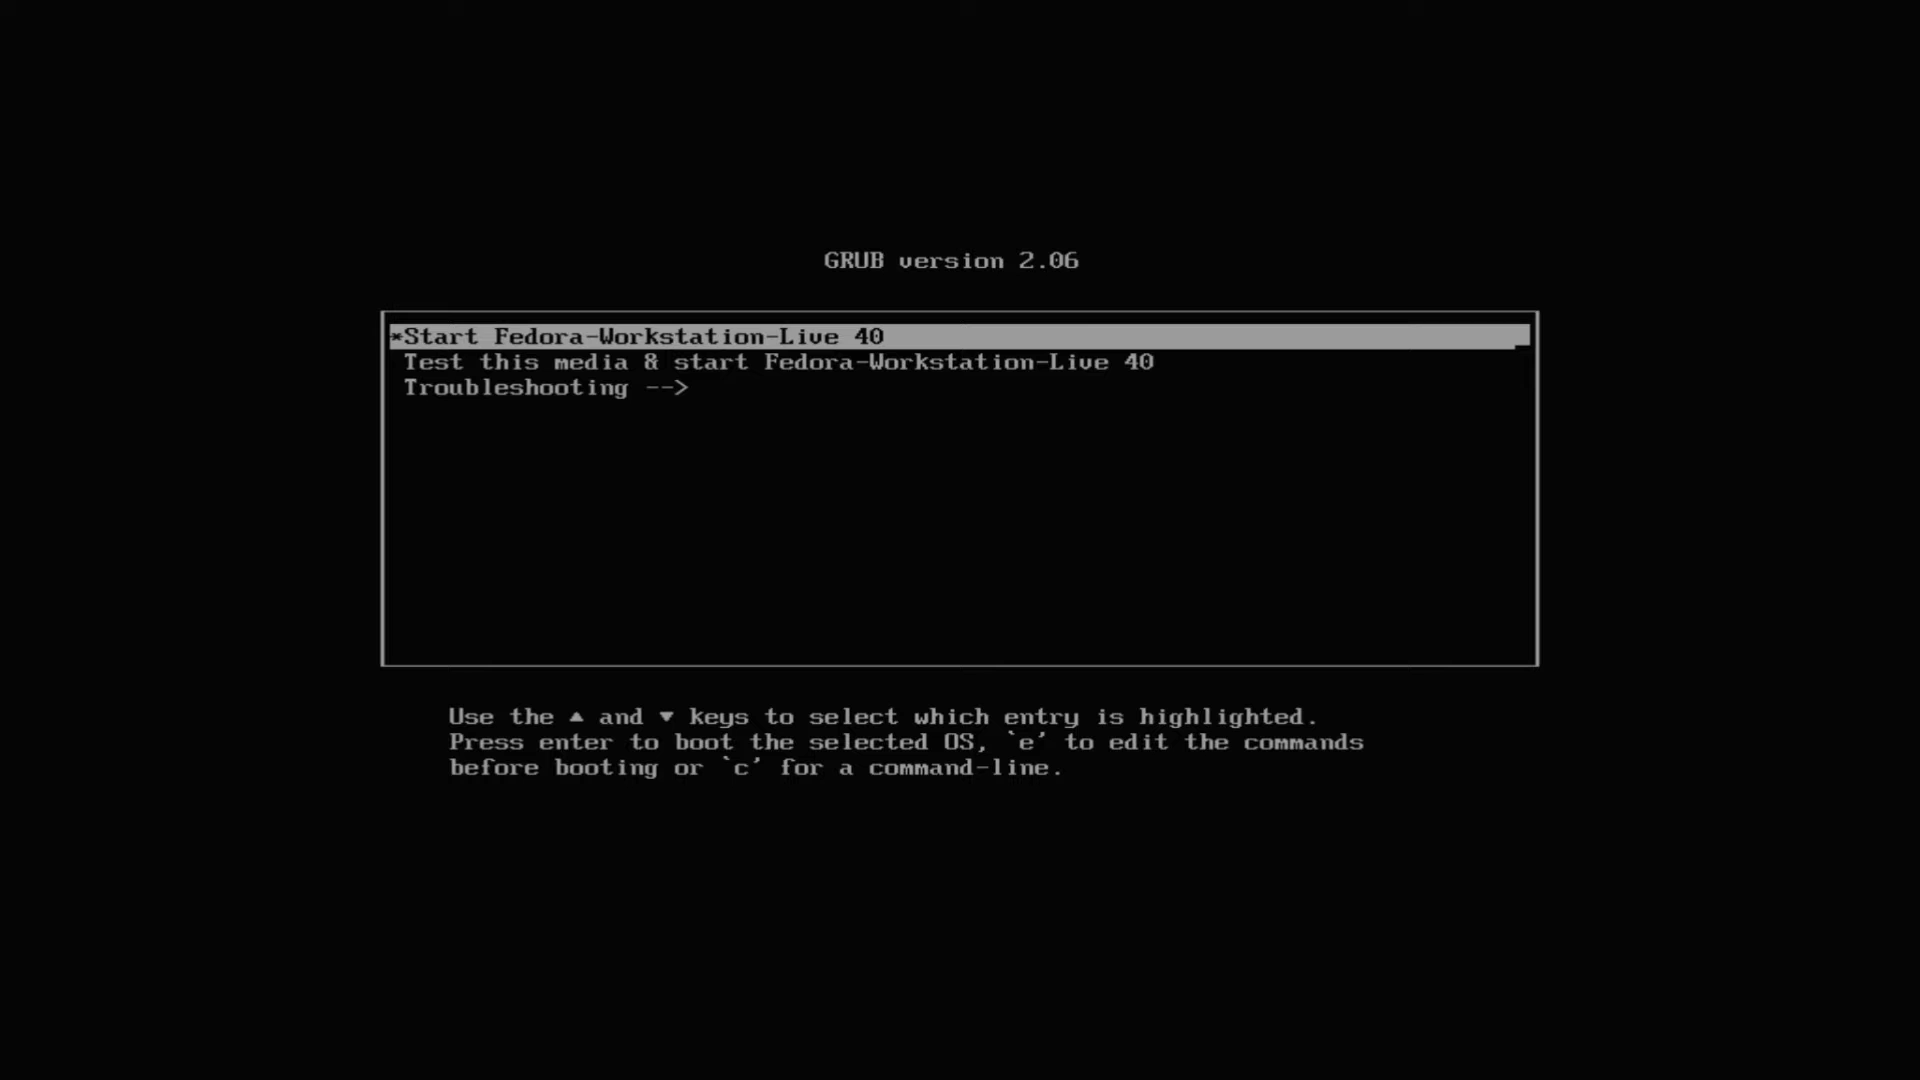 GRUB version 2.06
*Start Fedora-Workstation-Live 40
Test this media & start Fedora-Workstation-Live 40
Troubleshooting -->
Use the ▲ and ▼ keys to select which entry is highlighted.
Press enter to boot the selected OS, `e' to edit the commands
before booting or `c' for a command-line.